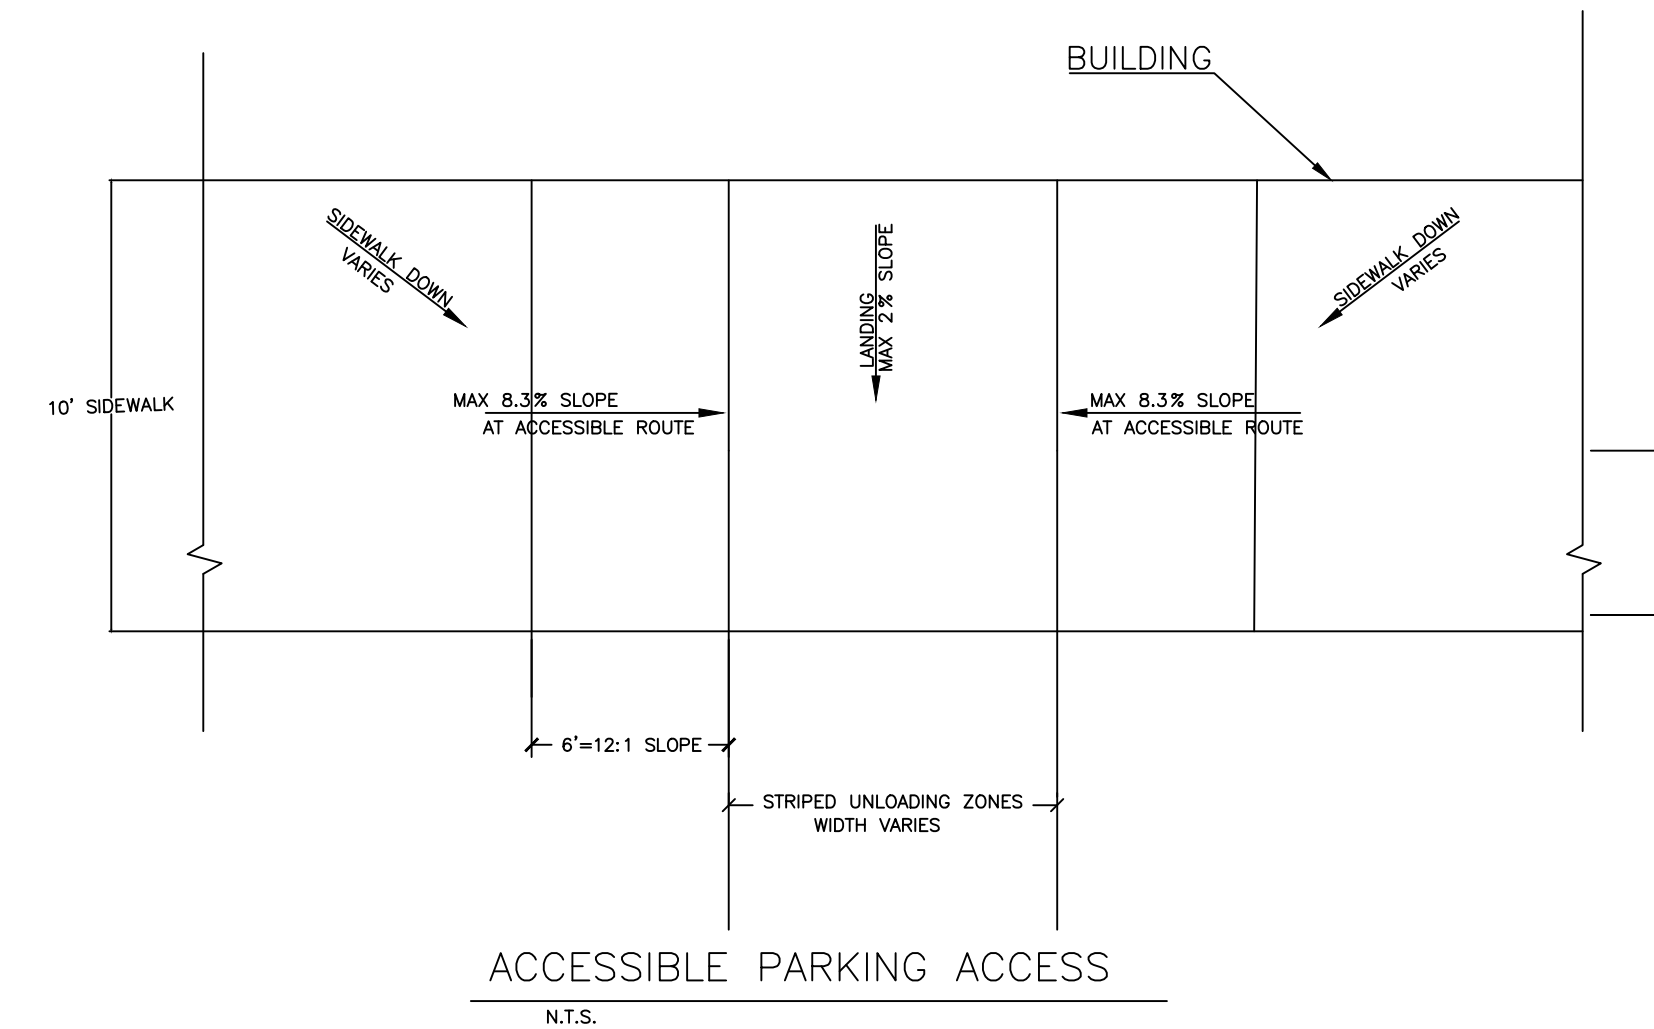 BUILDING
SIDEWALK DOWN
VARIES
LANDING
MAX 2% SLOPE
SIDEWALK DOWN
VARIES
10' SIDEWALK
MAX 8.3% SLOPE
AT ACCESSIBLE ROUTE
MAX 8.3% SLOPE
AT ACCESSIBLE ROUTE
6'=12:1 SLOPE
STRIPED UNLOADING ZONES
WIDTH VARIES
ACCESSIBLE PARKING ACCESS
N.T.S.